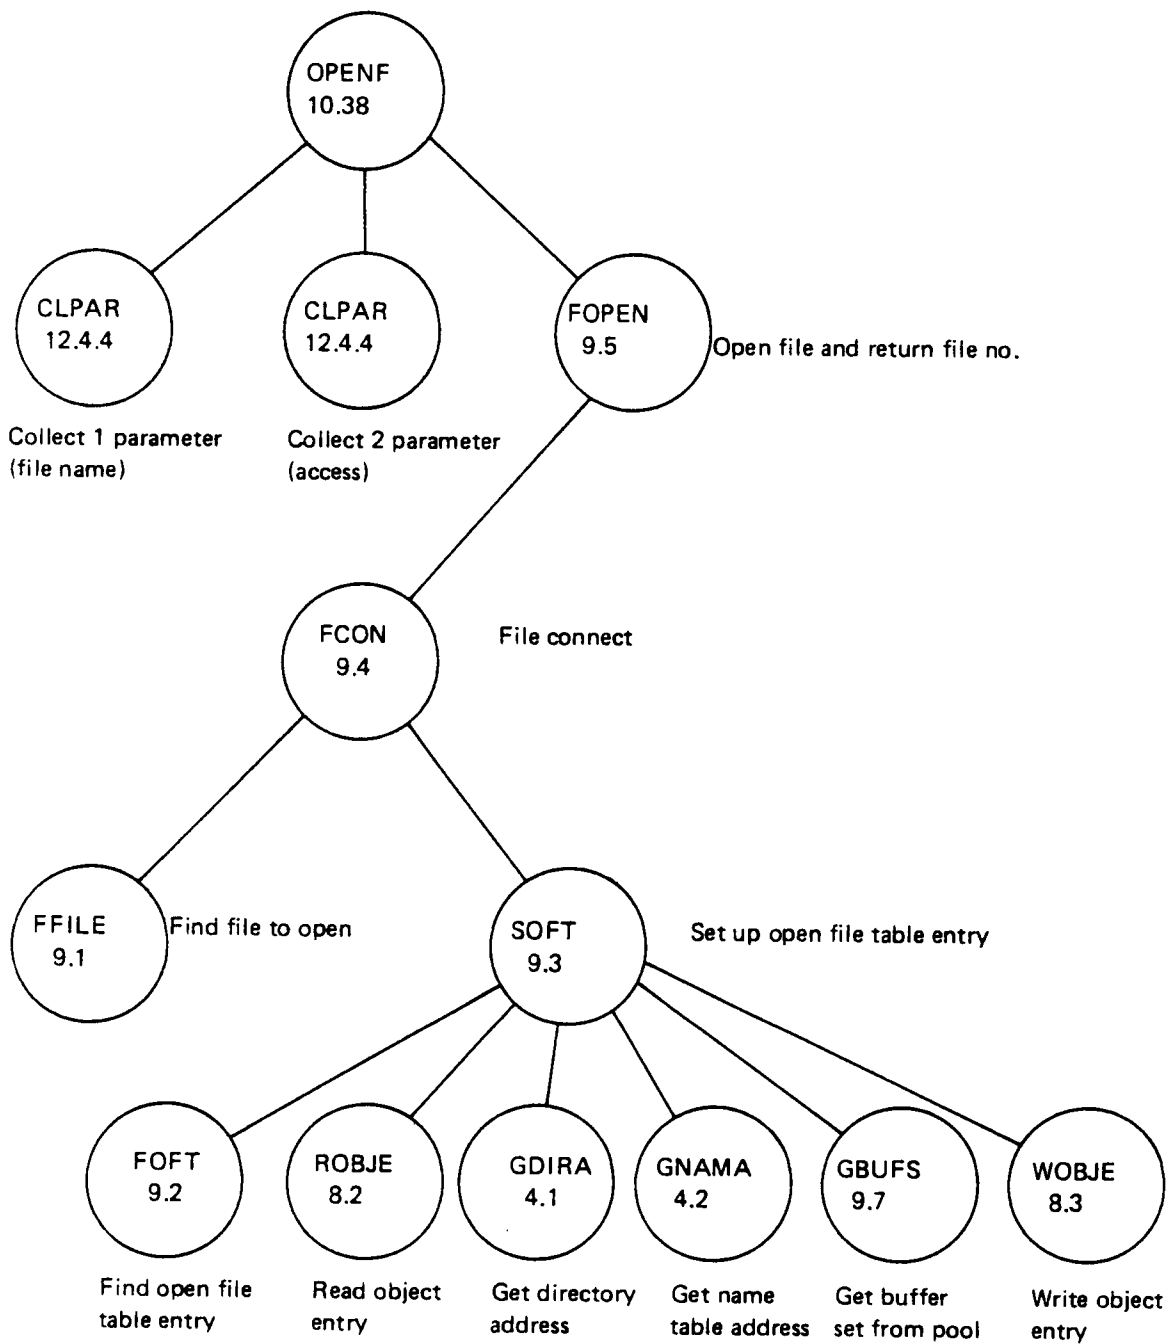 OPENF
10.38
CLPAR
12.4.4
CLPAR
12.4.4
FOPEN
9.5
Open file and return file no.
Collect 1 parameter
(file name)
Collect 2 parameter
(access)
FCON
9.4
File connect
FFILE
9.1
Find file to open
SOFT
9.3
Set up open file table entry
FOFT
9.2
ROBJE
8.2
GDIRA
4.1
GNAMA
4.2
GBUFS
9.7
WOBJE
8.3
Find open file
table entry
Read object
entry
Get directory
address
Get name
table address
Get buffer
set from pool
Write object
entry